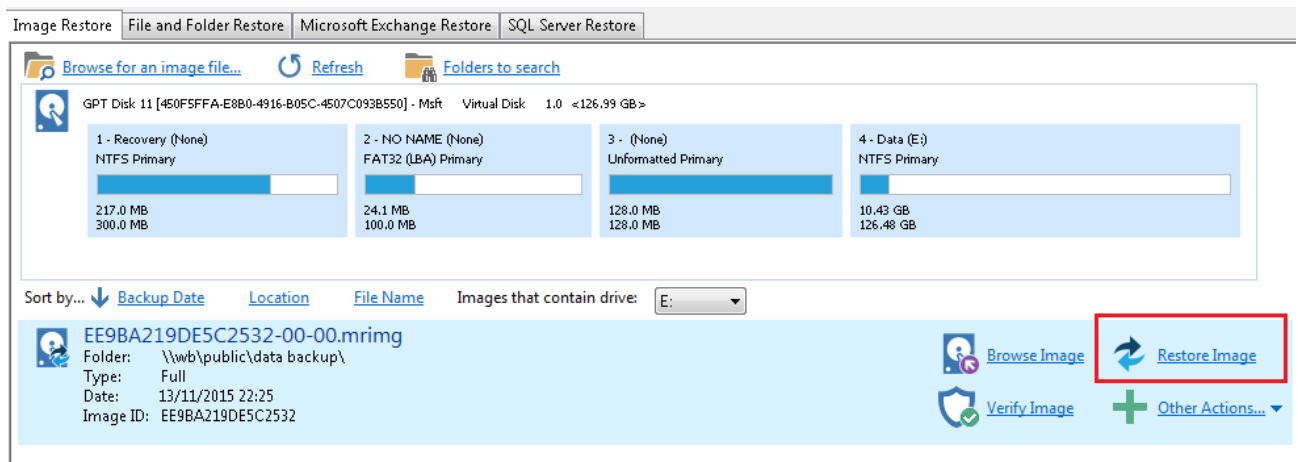 Image Restore File and Folder Restore Microsoft Exchange Restore SQL Server Restore
Browse for an image file... Refresh Folders to search
GPT Disk 11 [450F5FFA-E8B0-4916-B05C-4507C093B550] - Msft Virtual Disk 1.0 <126.99 GB>
1 - Recovery (None) 2 - NO NAME (None) 3 - (None) 4 - Data (E:)
NTFS Primary FAT32 (LBA) Primary Unformatted Primary NTFS Primary
217.0 MB 24.1 MB 128.0 MB 10.43 GB
300.0 MB 100.0 MB 128.0 MB 126.48 GB
Sort by... Backup Date Location File Name Images that contain drive: E:
EE9BA219DE5C2532-00-00.mrimg
Folder: \\wb\public\data backup\
Browse Image Restore Image
Type: Full
Date: 13/11/2015 22:25
Verify Image Other Actions...
Image ID: EE9BA219DE5C2532